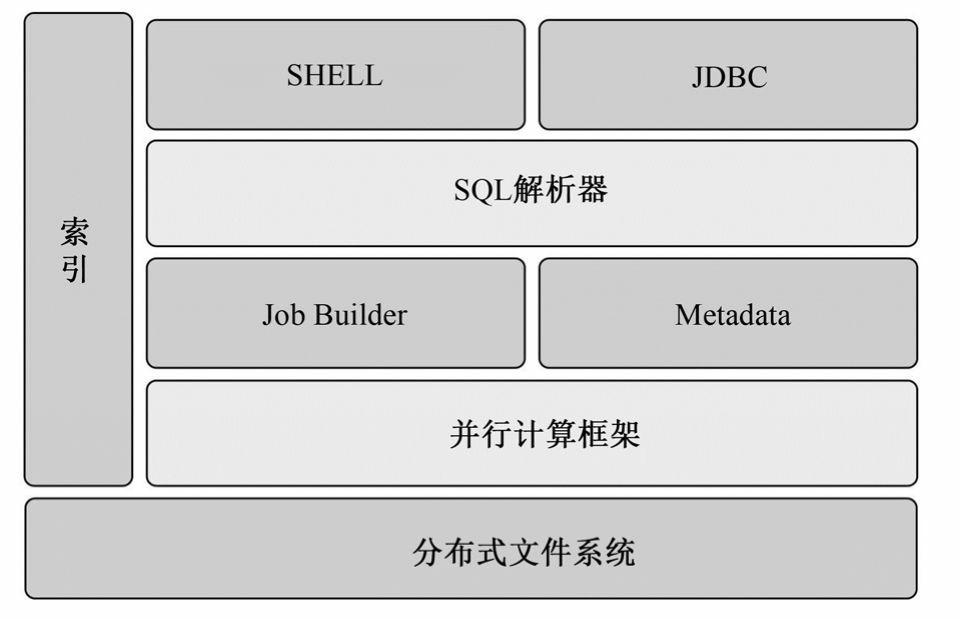 SHELL
JDBC
SQL解析器
索
引
Job Builder
Metadata
并行计算框架
分布式文件系统